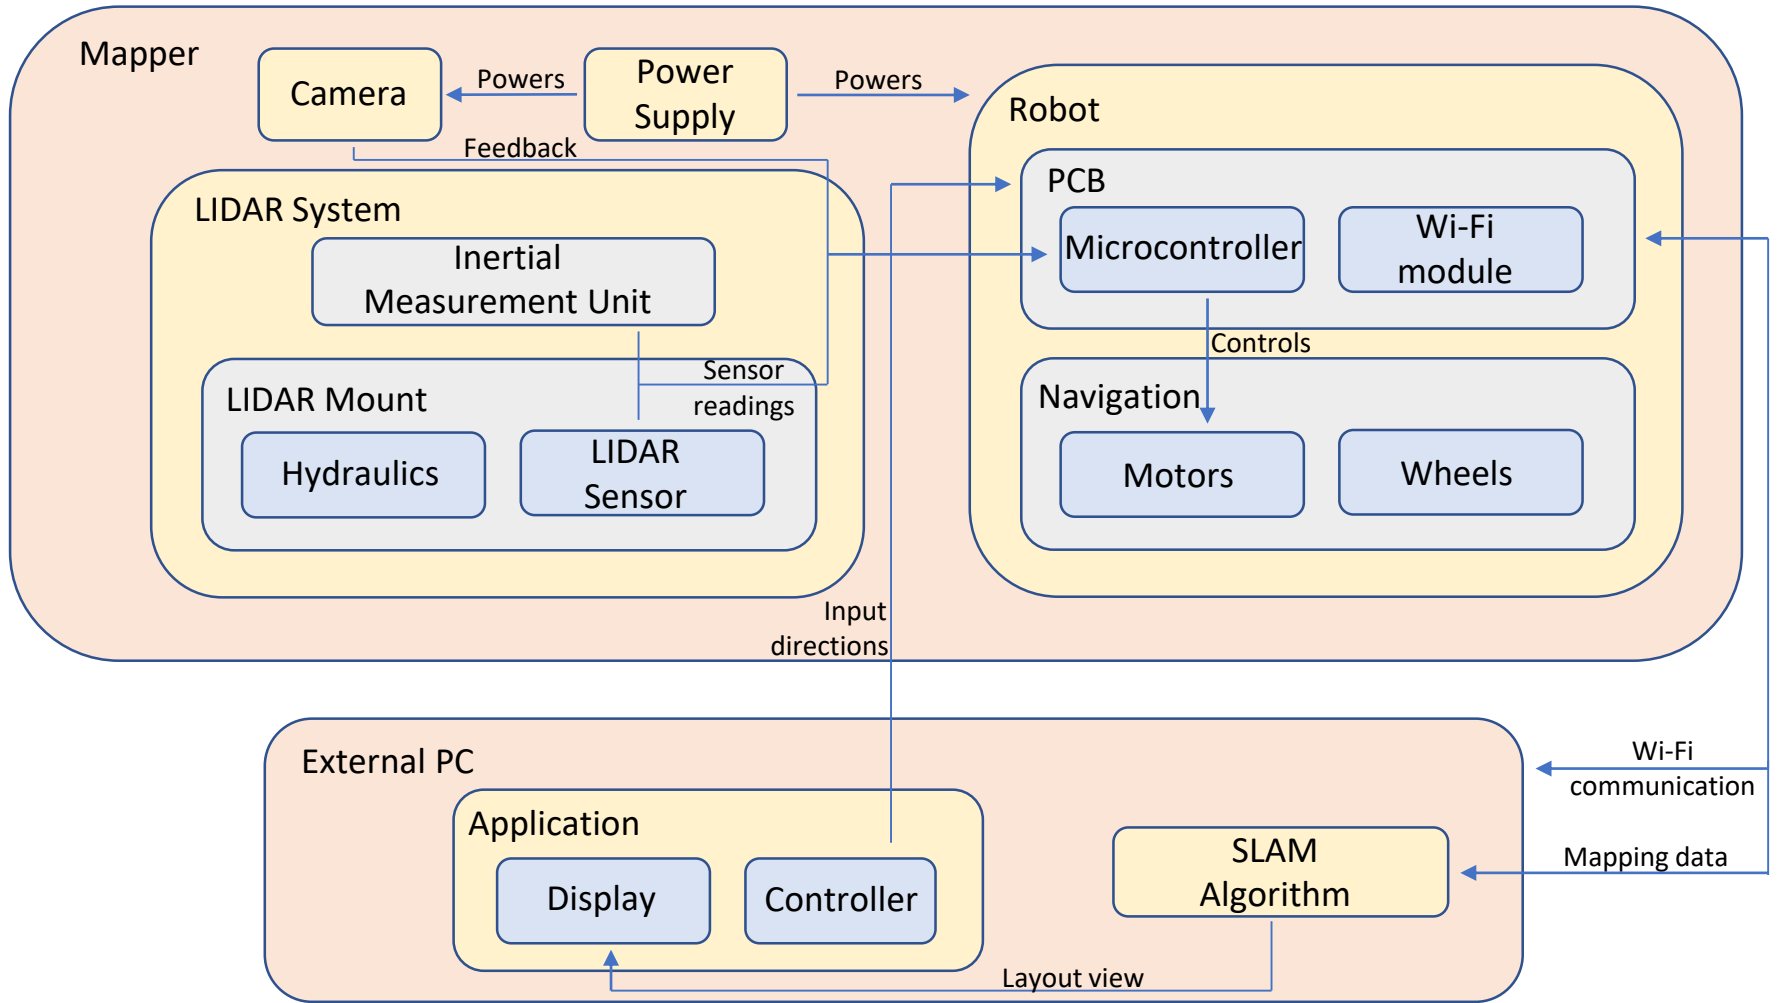 Mapper
Camera
Powers
Power
Supply
Powers
Feedback
Robot
PCB
Microcontroller
Wi-Fi
module
Controls
Navigation
Motors
Wheels
LIDAR System
Inertial
Measurement Unit
Sensor
readings
LIDAR Mount
Hydraulics
LIDAR
Sensor
Input
directions
External PC
Application
Display
Controller
SLAM
Algorithm
Layout view
Wi-Fi
communication
Mapping data